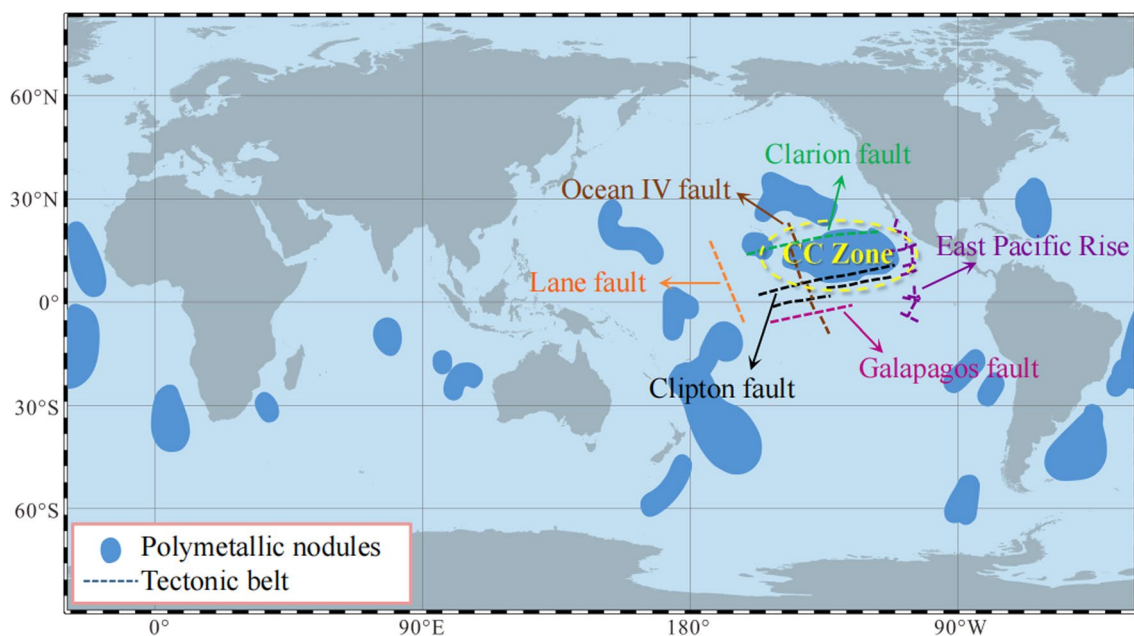 60°N
Clarion fault
Ocean IV fault
30°N
CC Zone
East Pacific Rise
Lane fault
0°
Galapagos fault
Clipton fault
30°S
60°S
Polymetallic nodules
Tectonic belt
0°
90°E
180°
90°W